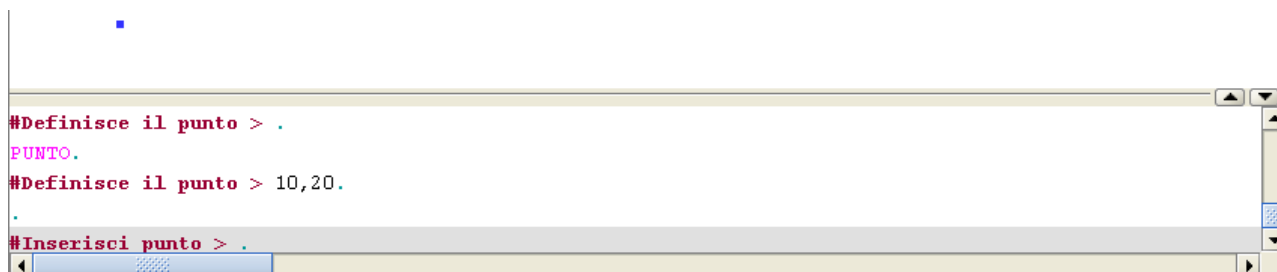 #Definisce il punto > .
PUNTO.
#Definisce il punto > 10,20.
.
#Inserisci punto > .